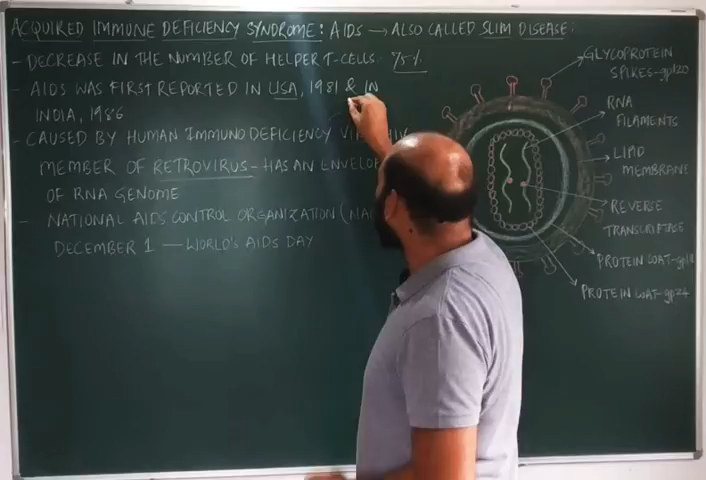 ACQUIRED IMMUNE DEFICIENCY SYNDROME: AIDS → ALSO CALLED SLIM DISEASE:
- DECREASE IN THE NUMBER OF HELPER T-CELLS. 75%
- AIDS WAS FIRST REPORTED IN USA, 1981 & IN
INDIA, 1986
- CAUSED BY HUMAN IMMUNO DEFICIENCY
MEMBER OF RETROVIRUS - HAS AN ENVELOP
OF RNA GENOME
- NATIONAL AIDS CONTROL ORGANIZATION (NA
DECEMBER 1 — WORLD'S AIDS DAY
GLYCOPROTEIN
SPIKES-gp120
RNA
FILAMENTS
LIPID
MEMBRANE
REVERSE
TRANSCRIPTASE
PROTEIN COAT-
PROTEIN COAT-gp24